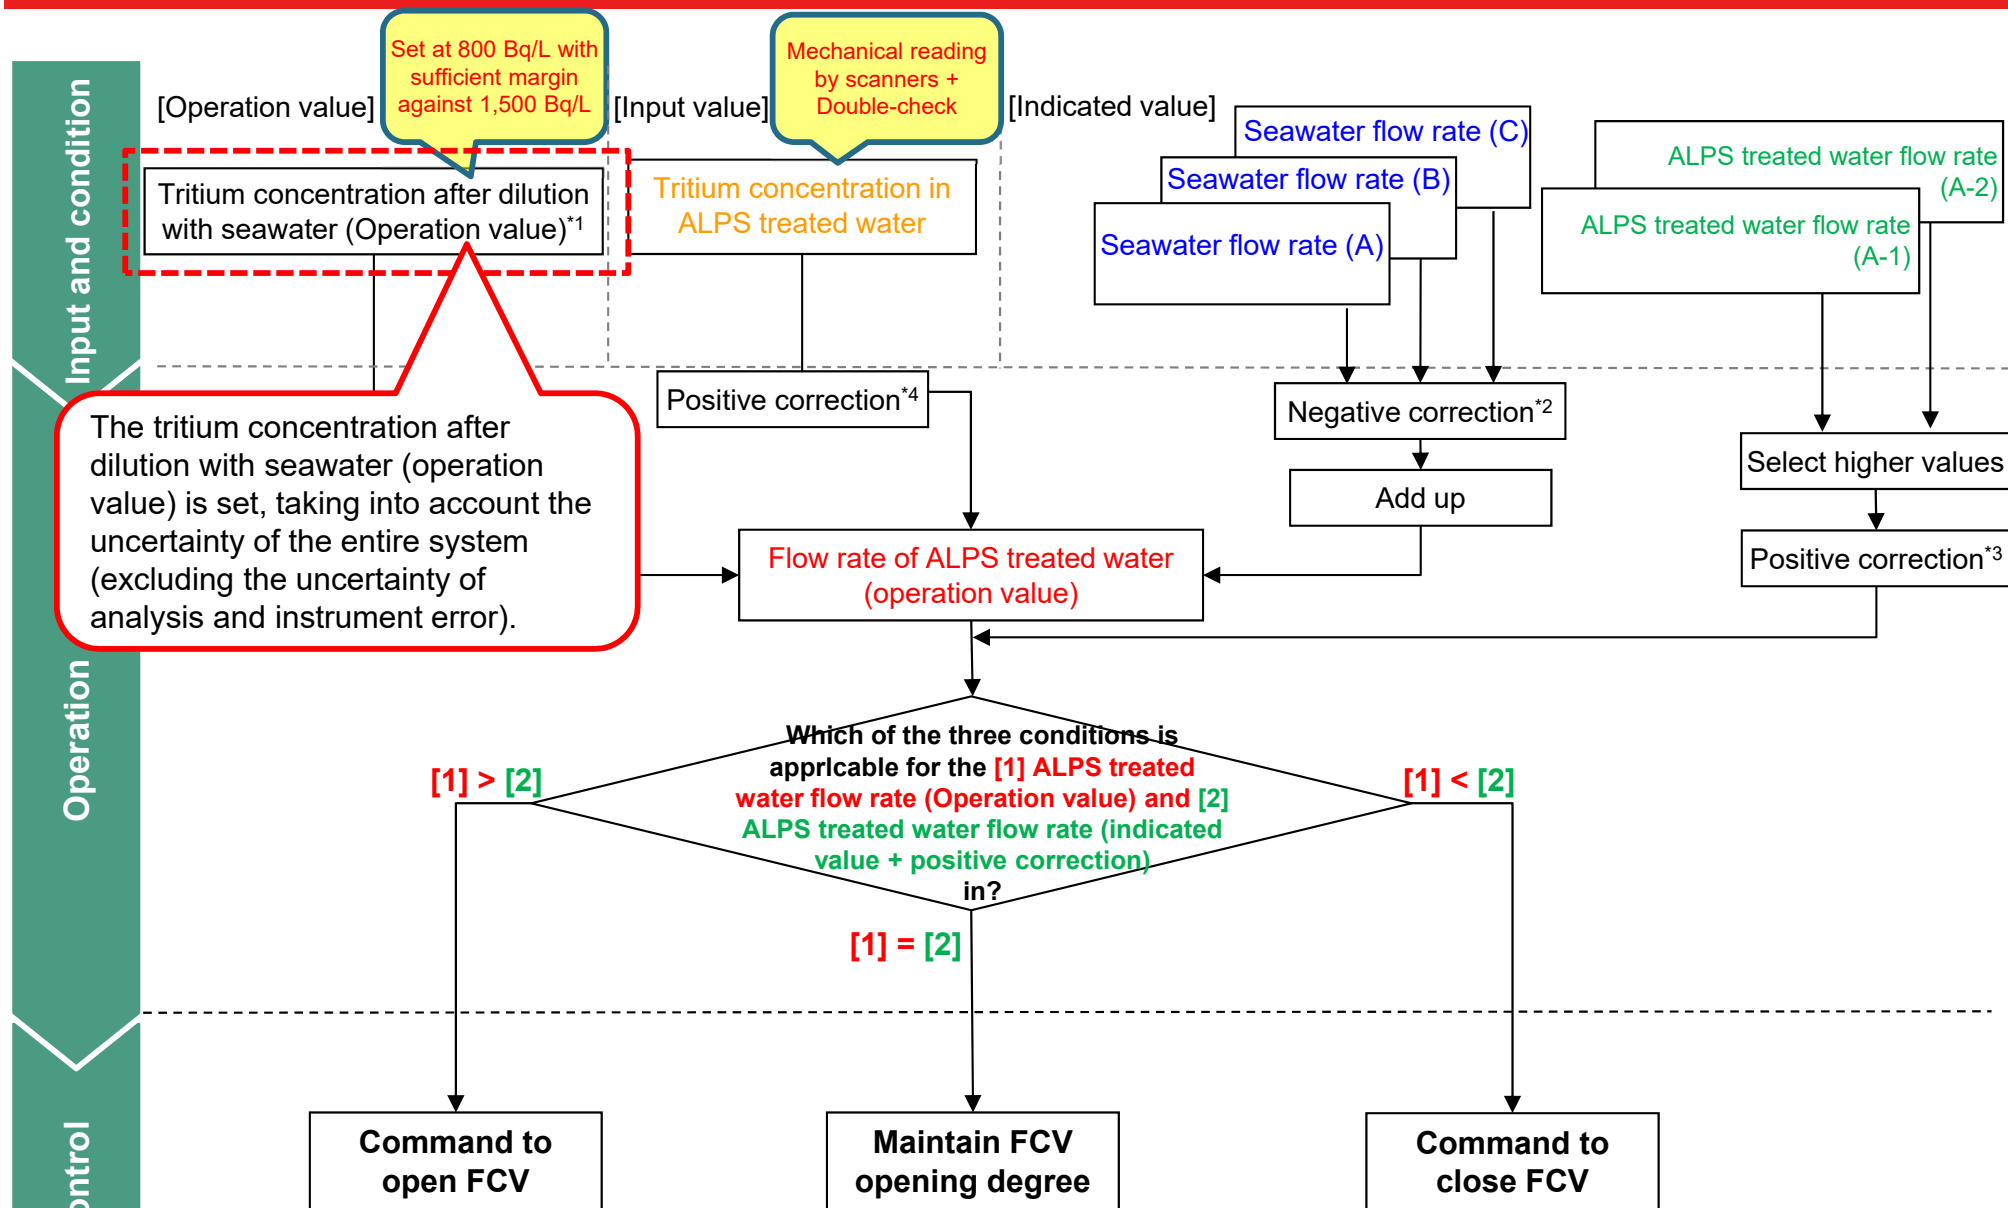 Set at 800 Bq/L with
sufficient margin
against 1,500 Bq/L
Mechanical reading
by scanners +
Double-check
[Operation value]
[Input value]
[Indicated value]
Input and condition
Tritium concentration after dilution
with seawater (Operation value)*1
Tritium concentration in
ALPS treated water
Seawater flow rate (C)
Seawater flow rate (B)
Seawater flow rate (A)
ALPS treated water flow rate
(A-2)
ALPS treated water flow rate
(A-1)
Positive correction*4
Negative correction*2
Add up
Select higher values
Positive correction*3
The tritium concentration after
dilution with seawater (operation
value) is set, taking into account the
uncertainty of the entire system
(excluding the uncertainty of
analysis and instrument error).
Flow rate of ALPS treated water
(operation value)
Operation
Which of the three conditions is
apprlcable for the [1] ALPS treated
water flow rate (Operation value) and [2]
ALPS treated water flow rate (indicated
value + positive correction)
in?
[1] > [2]
[1] < [2]
[1] = [2]
ontrol
Command to
open FCV
Maintain FCV
opening degree
Command to
close FCV